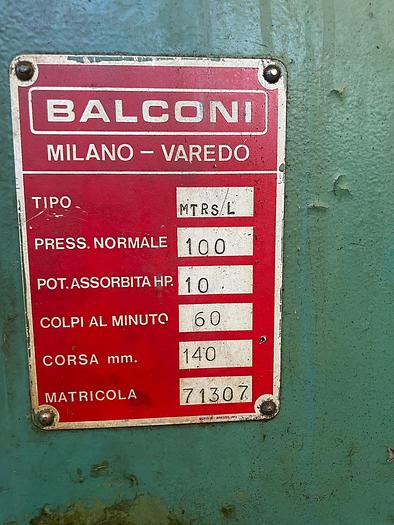 BALCONI
MILANO - VAREDO
TIPO MTRS/L
PRESS. NORMALE 100
POT. ASSORBITA HP. 10
COLPI AL MINUTO 60
CORSA mm. 140
MATRICOLA 71307